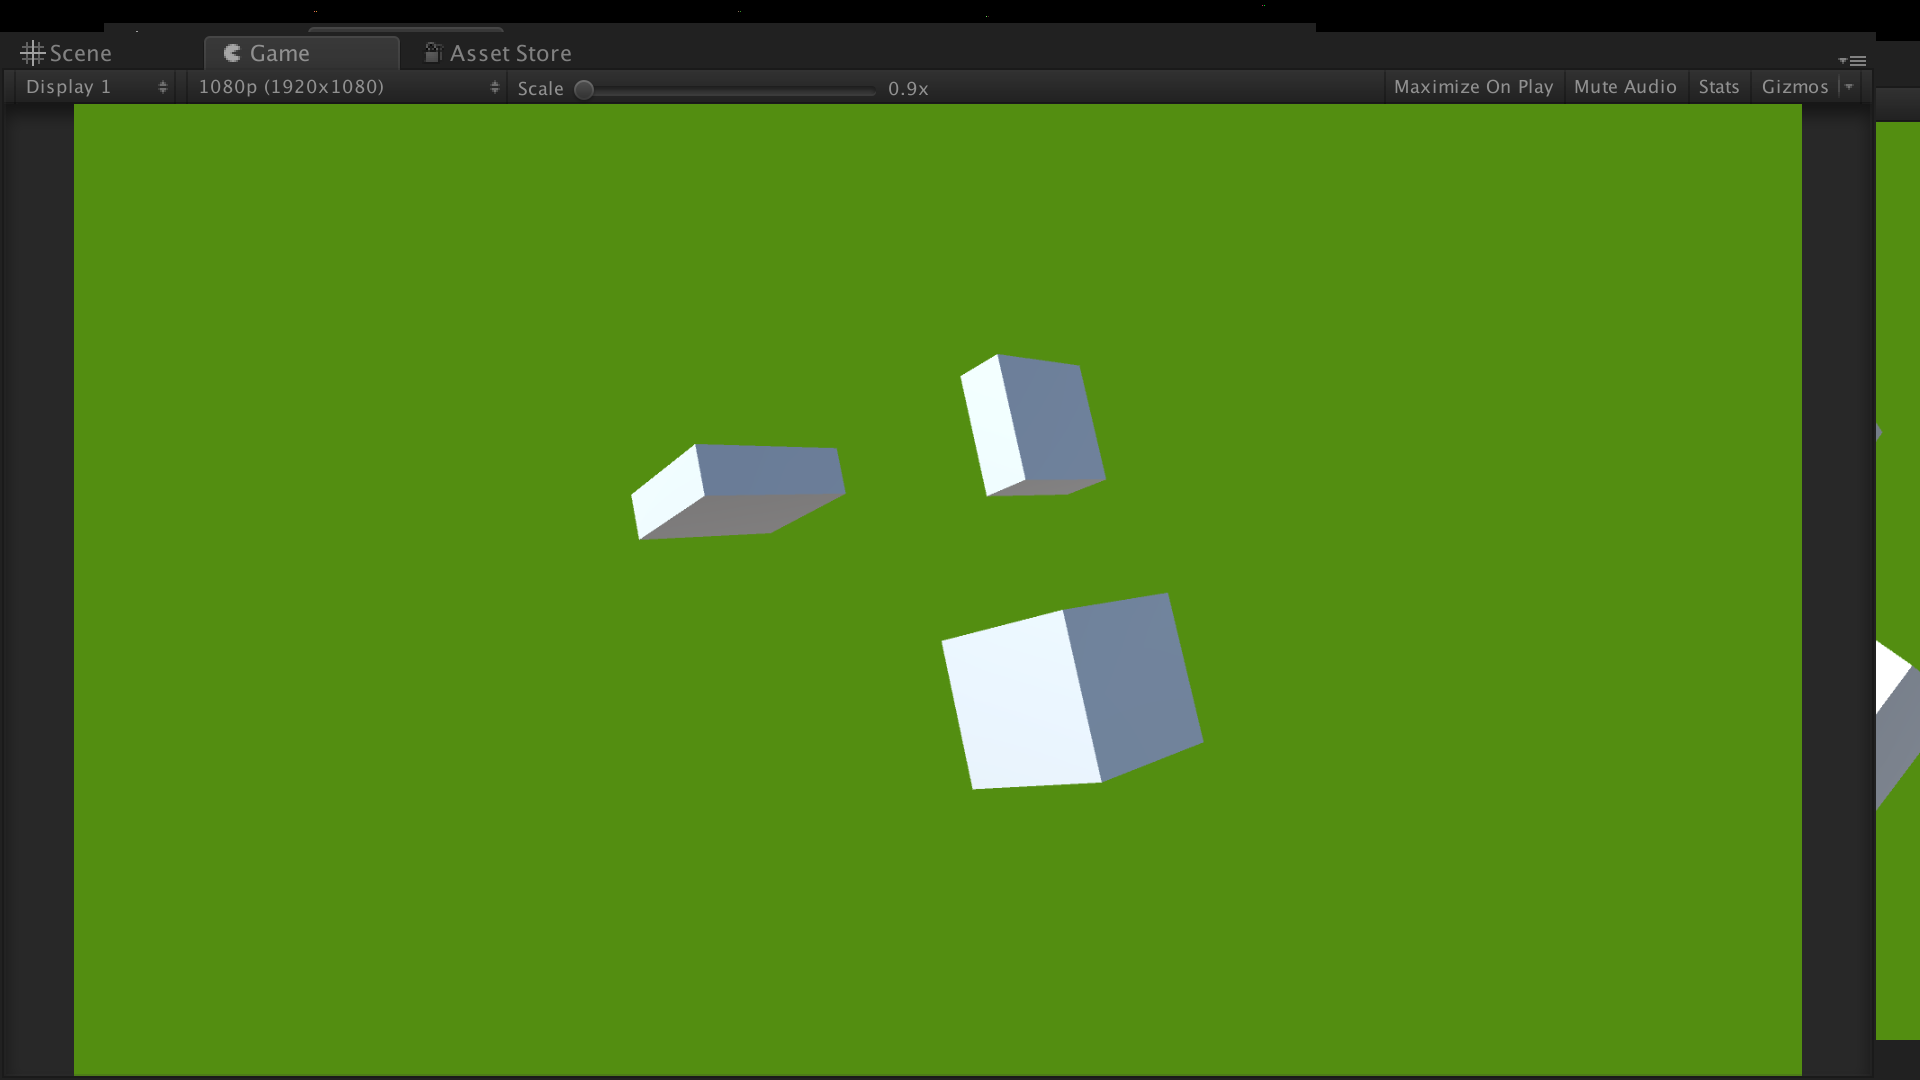 Scene Game Asset Store
Display 1 1080p (1920x1080) Scale 0.9x Maximize On Play Mute Audio Stats Gizmos